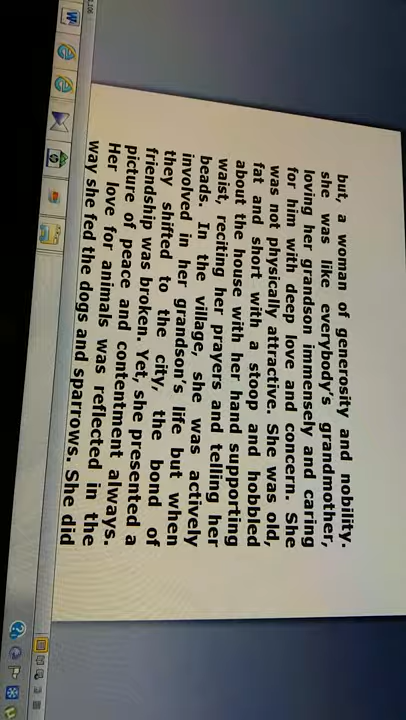 but, a woman of generosity and nobility.
she was like everybody's grandmother,
loving her grandson immensely and caring
for him with deep love and concern. She
was not physically attractive. She was old,
fat and short with a stoop and hobbled
about the house with her hand supporting
waist, reciting her prayers and telling her
beads. In the village, she was actively
involved in her grandson's life but when
they shifted to the city, the bond of
friendship was broken. Yet, she presented a
picture of peace and contentment always.
Her love for animals was reflected in the
way she fed the dogs and sparrows. She did